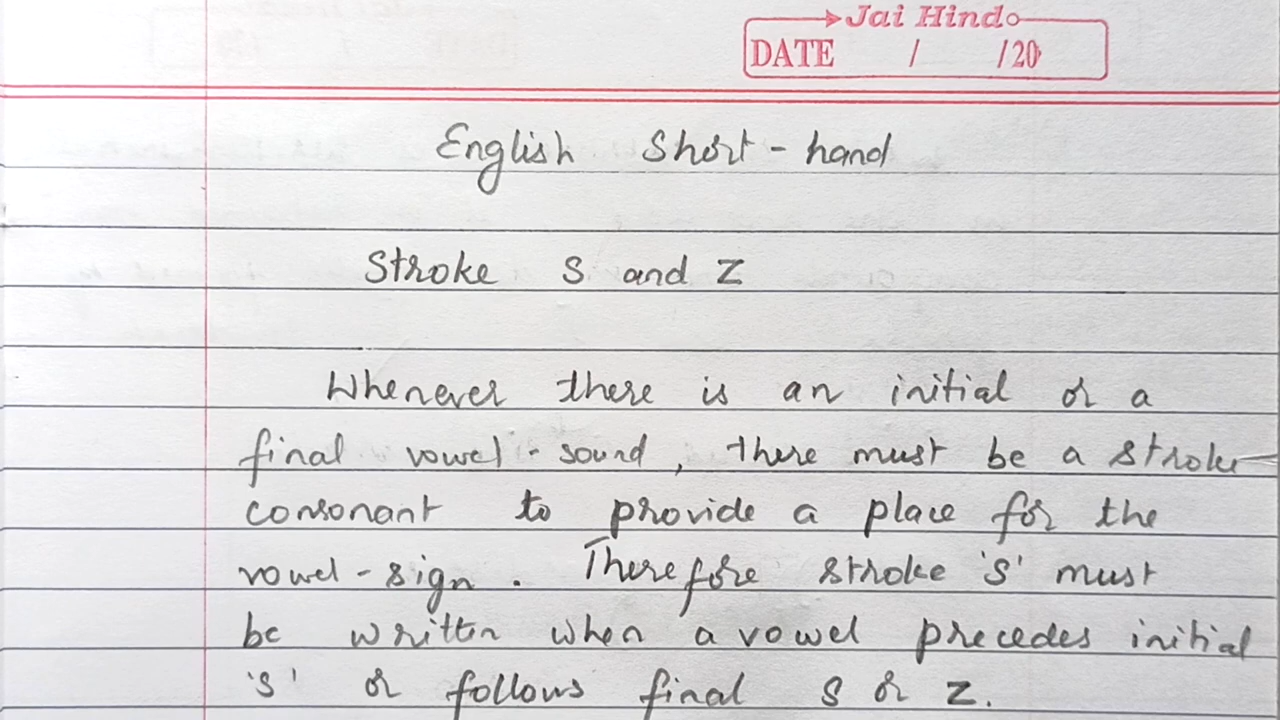 Jai Hind
DATE / /20
English Short-hand
Stroke S and Z
Whenever there is an initial or a
final vowel-sound, there must be a stroke
consonant to provide a place for the
vowel-sign. Therefore stroke 'S' must
be written when a vowel precedes initial
'S' or follows final S or Z.